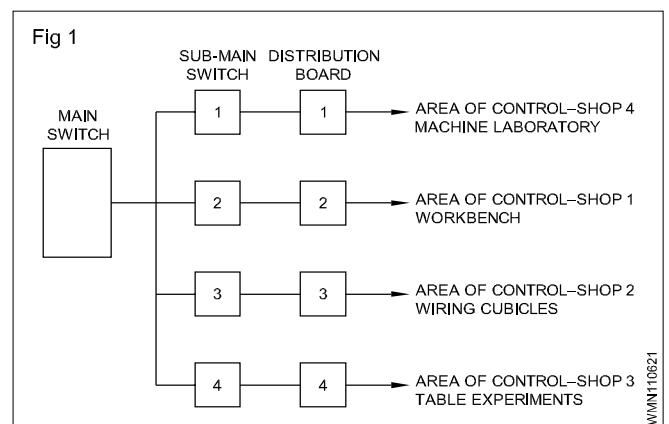 Fig 1
SUB-MAIN
SWITCH
DISTRIBUTION
BOARD
MAIN
SWITCH
1
1
AREA OF CONTROL–SHOP 4
MACHINE LABORATORY
2
2
AREA OF CONTROL–SHOP 1
WORKBENCH
3
3
AREA OF CONTROL–SHOP 2
WIRING CUBICLES
4
4
AREA OF CONTROL–SHOP 3
TABLE EXPERIMENTS
WMN110621